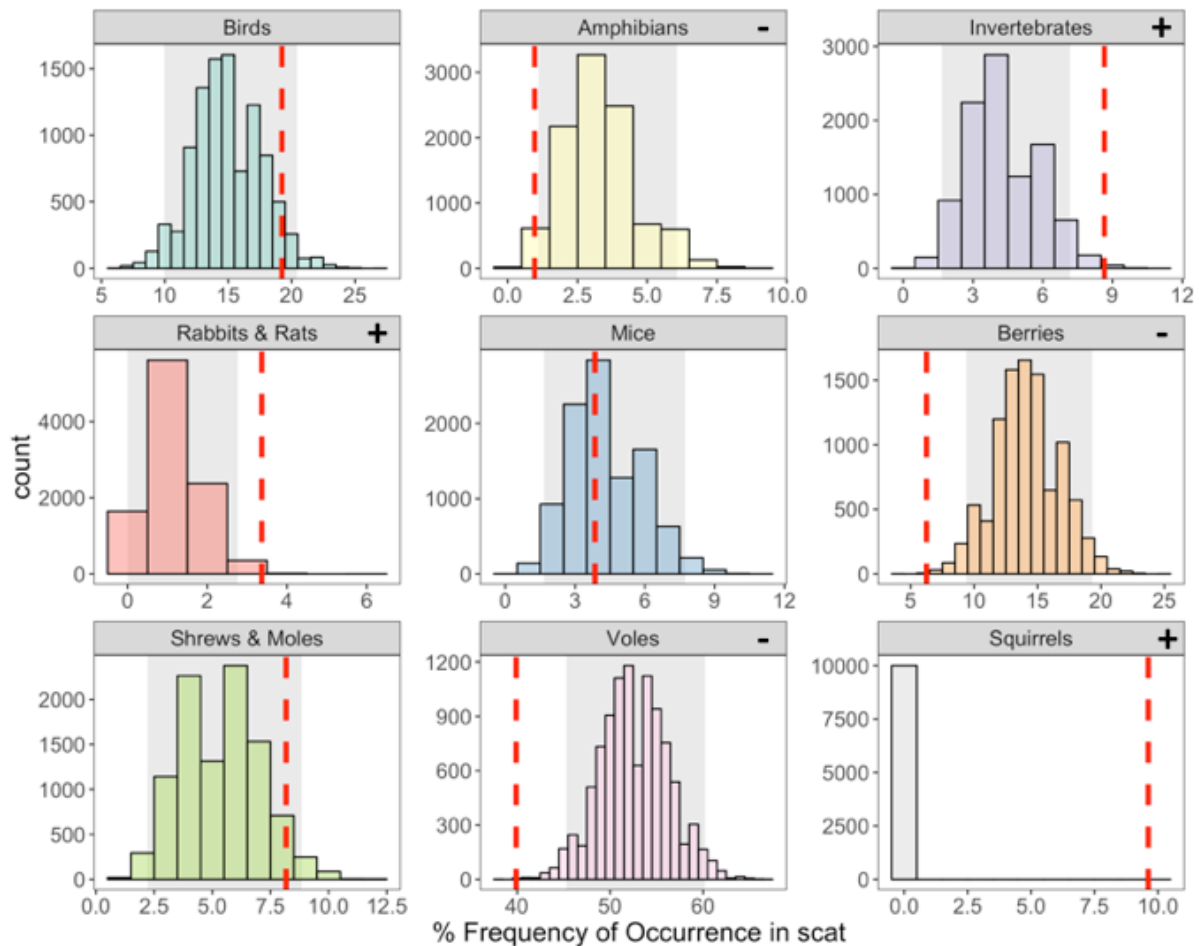 Birds
Amphibians -
Invertebrates +
1500
1000
500
0
3000
2000
1000
0
3000
2000
1000
0
5 10 15 20 25
0.0 2.5 5.0 7.5 10.0
0 3 6 9 12
Rabbits & Rats +
Mice
Berries -
count
4000
2000
0
2000
1000
0
1500
1000
500
0
0 2 4 6
0 3 6 9 12
5 10 15 20 25
Shrews & Moles
Voles -
Squirrels +
2000
1500
1000
500
0
1200
900
600
300
0
10000
7500
5000
2500
0
0.0 2.5 5.0 7.5 10.0 12.5
40 50 60
0.0 2.5 5.0 7.5 10.0
% Frequency of Occurrence in scat